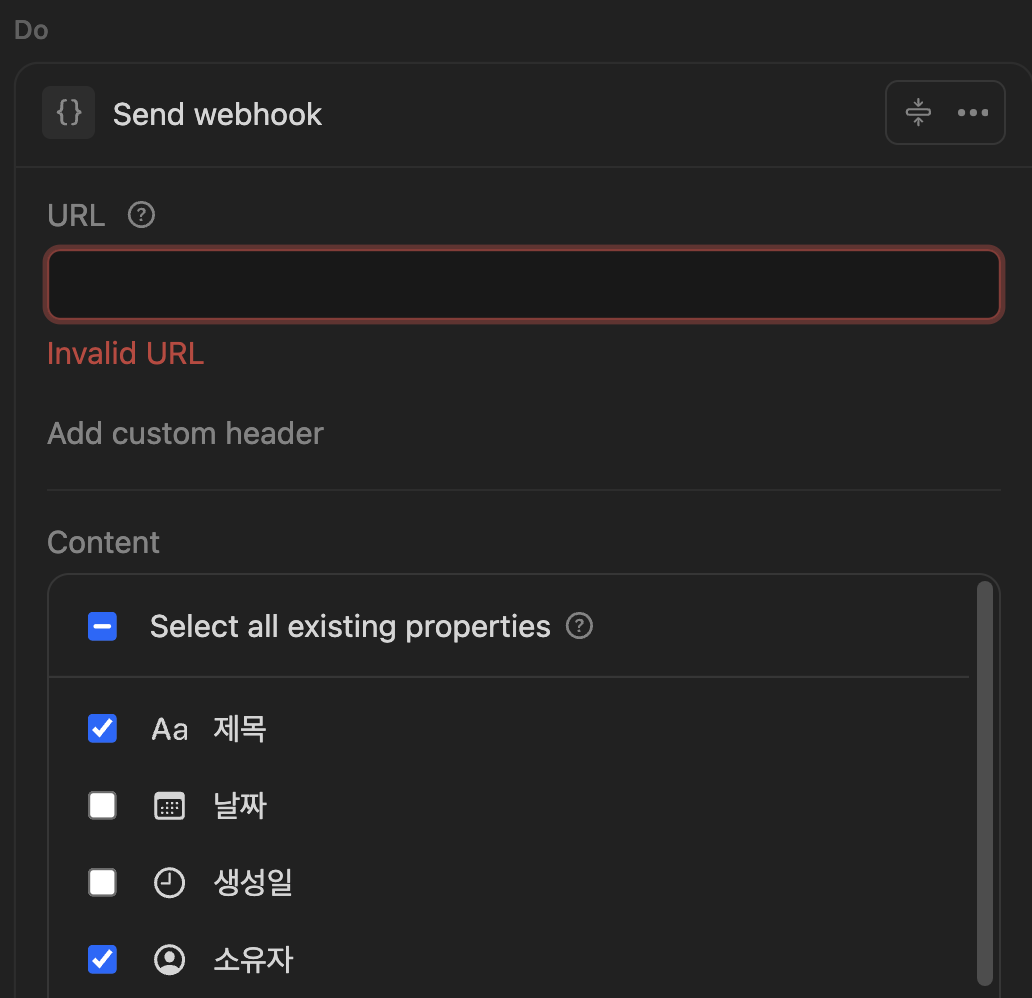 Do
{} Send webhook
URL ?
Invalid URL
Add custom header
Content
Select all existing properties ?
Aa 제목
날짜
생성일
소유자